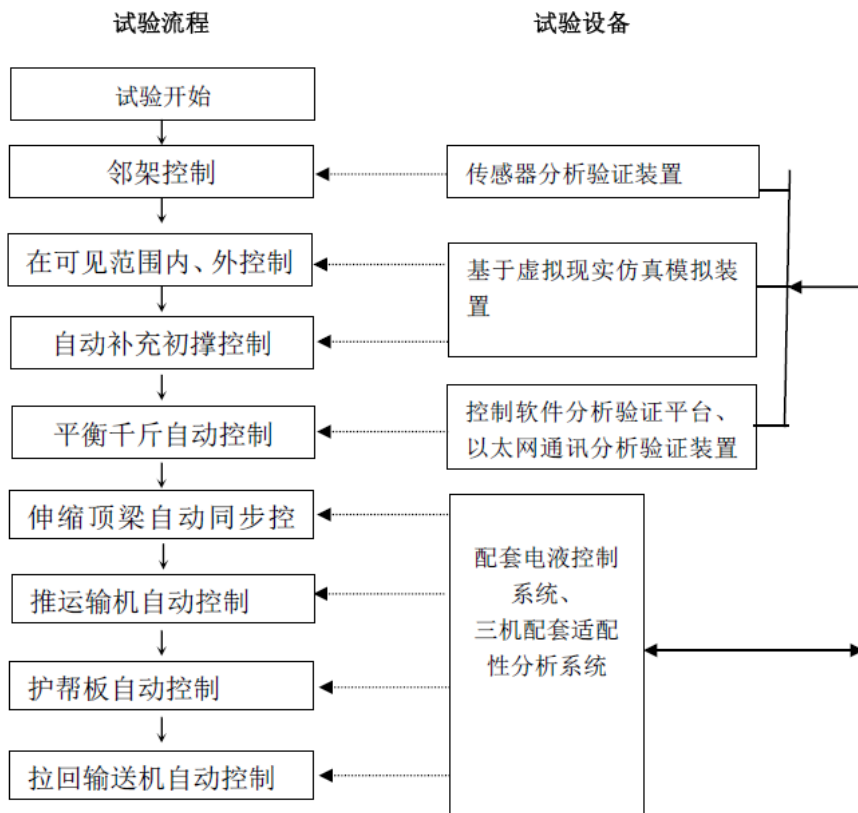 试验流程
试验设备
试验开始
邻架控制
传感器分析验证装置
在可见范围内、外控制
基于虚拟现实仿真模拟装
置
自动补充初撑控制
平衡千斤自动控制
控制软件分析验证平台、
以太网通讯分析验证装置
伸缩顶梁自动同步控
配套电液控制
系统、
三机配套适配
性分析系统
推运输机自动控制
护帮板自动控制
拉回输送机自动控制